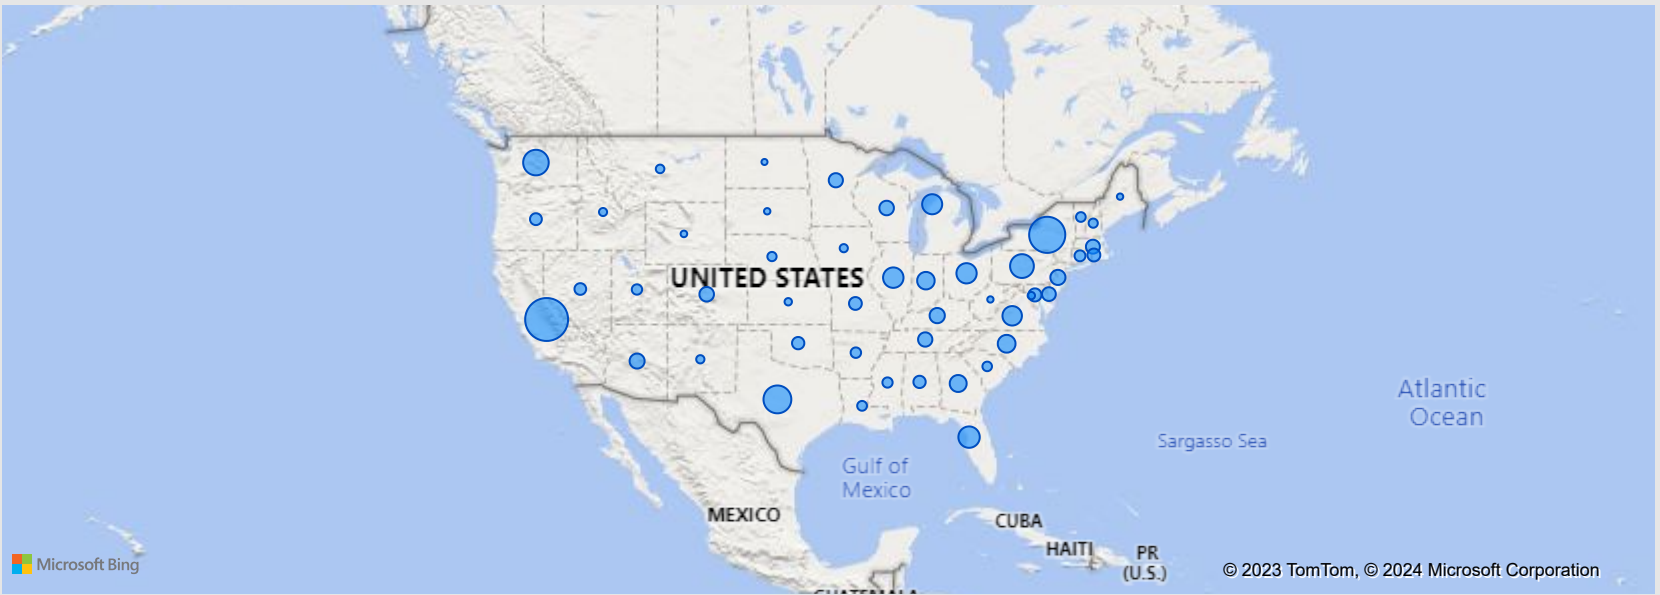 UNITED STATES
Atlantic
Ocean
Sargasso Sea
Gulf of
Mexico
MEXICO
CUBA
HAITI
PR
(U.S.)
Microsoft Bing
© 2023 TomTom, © 2024 Microsoft Corporation
GUATEMALA